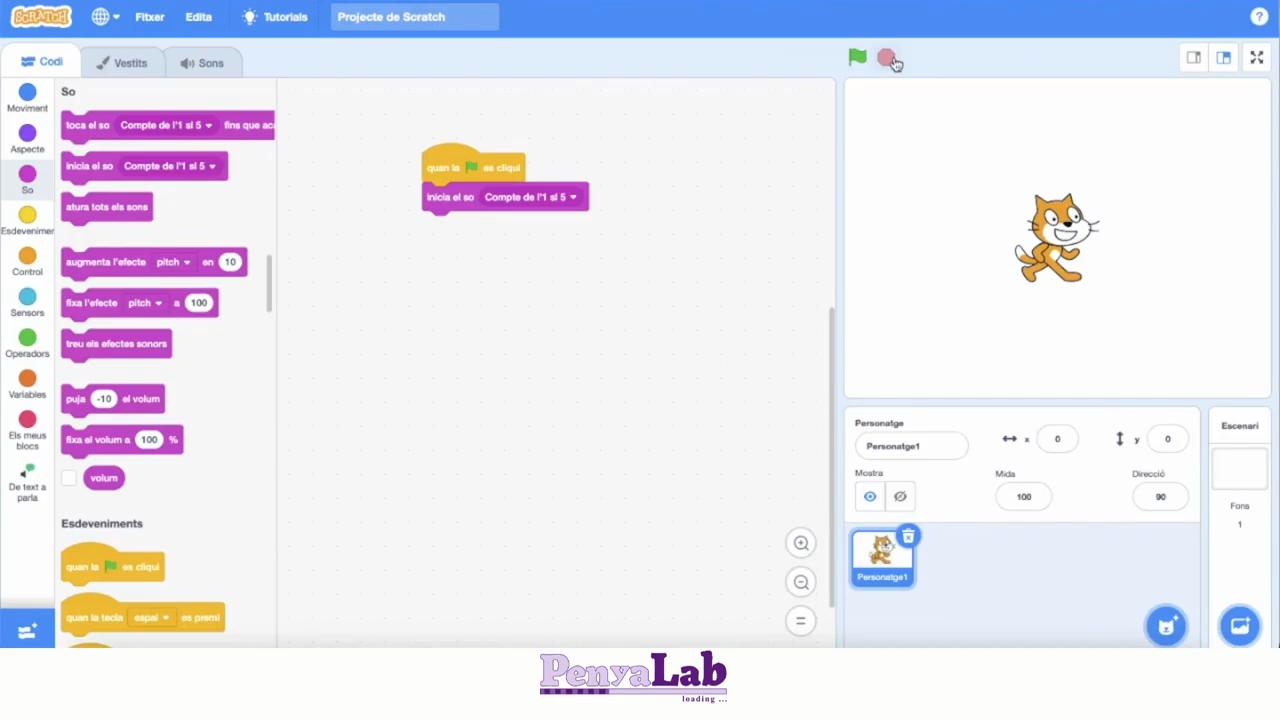 SCRATCH
Fitxer
Edita
Tutorials
Projecte de Scratch
Codi
Vestits
Sons
Moviment
Aspecte
So
Esdevenimen
Control
Sensors
Operadors
Variables
Els meus
blocs
De text a
parla
So
toca el so Compte de l'1 sl 5 fins que aca
inicia el so Compte de l'1 sl 5
atura tots els sons
augmenta l'efecte pitch en 10
fixa l'efecte pitch a 100
treu els efectes sonors
puja -10 el volum
fixa el volum a 100 %
volum
Esdeveniments
quan la es cliqui
quan la tecla espai es premi
quan la es cliqui
inicia el so Compte de l'1 sl 5
Personatge
Personatge1
x 0
y 0
Mostra
Mida
100
Direcció
90
Personatge1
Escenari
Fons
1
PenyaLab
loading ...